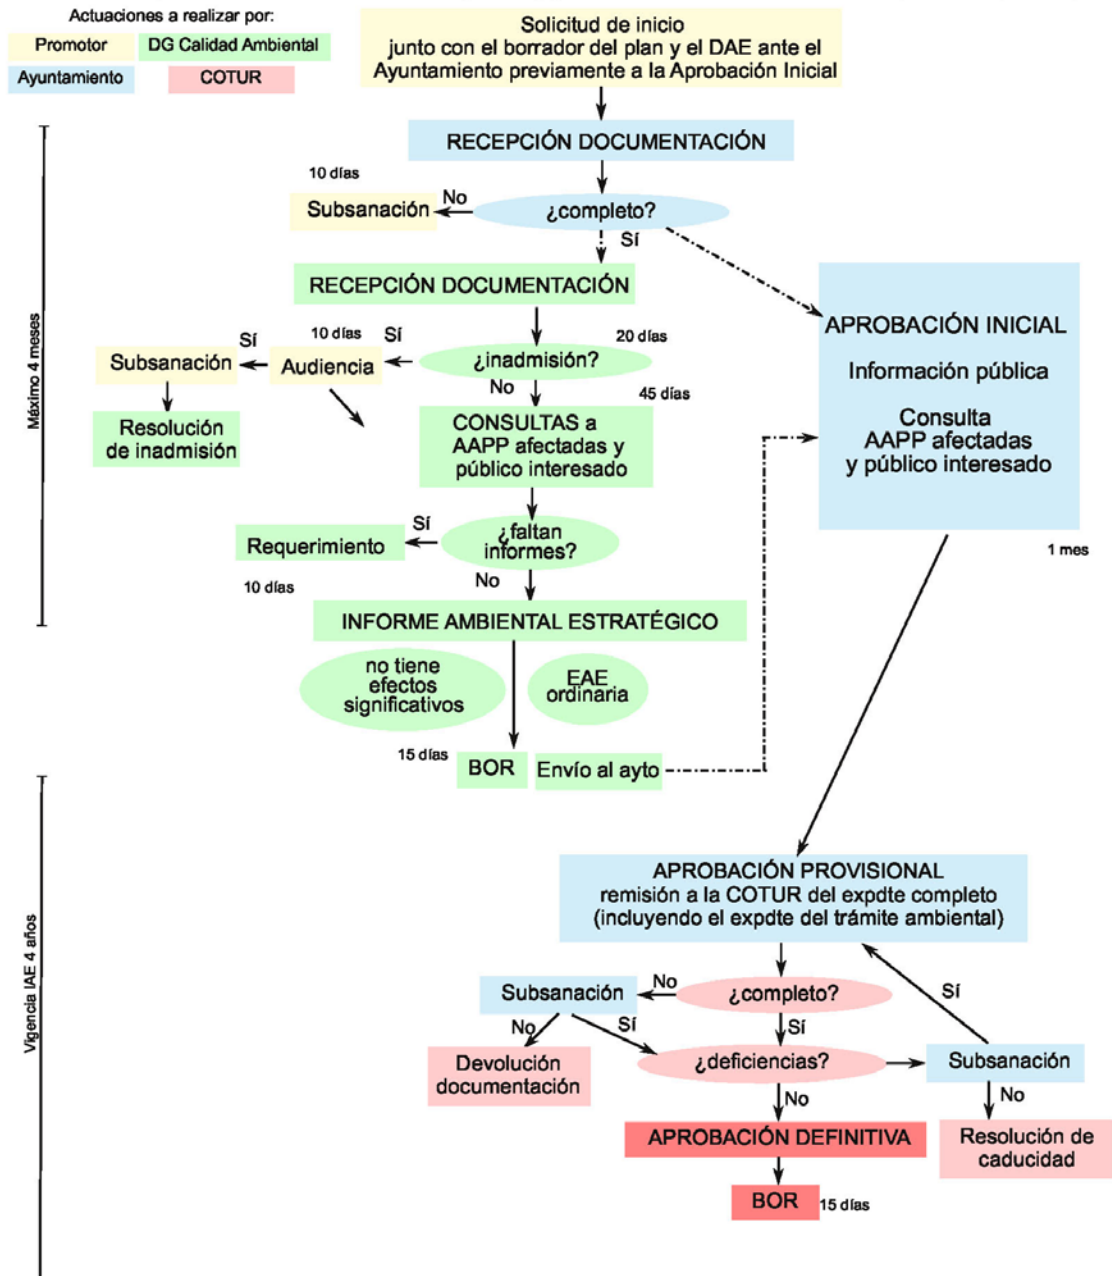 Actuaciones a realizar por:
Promotor
DG Calidad Ambiental
Ayuntamiento
COTUR
Solicitud de inicio
junto con el borrador del plan y el DAE ante el
Ayuntamiento previamente a la Aprobación Inicial
RECEPCIÓN DOCUMENTACIÓN
10 días
Subsanación
No
¿completo?
Sí
RECEPCIÓN DOCUMENTACIÓN
Máximo 4 meses
20 días
¿inadmisión?
Sí
10 días
Audiencia
Sí
Subsanación
Resolución
de inadmisión
No
45 días
CONSULTAS a
AAPP afectadas y
público interesado
¿faltan
informes?
Sí
Requerimiento
10 días
No
INFORME AMBIENTAL ESTRATÉGICO
no tiene
efectos
significativos
EAE
ordinaria
15 días
BOR
Envío al ayto
APROBACIÓN INICIAL
Información pública
Consulta
AAPP afectadas
y público interesado
1 mes
Vigencia IAE 4 años
APROBACIÓN PROVISIONAL
remisión a la COTUR del expdte completo
(incluyendo el expdte del trámite ambiental)
Subsanación
No
¿completo?
Sí
No
Sí
Sí
Devolución
documentación
¿deficiencias?
Subsanación
No
No
APROBACIÓN DEFINITIVA
Resolución de
caducidad
BOR
15 días